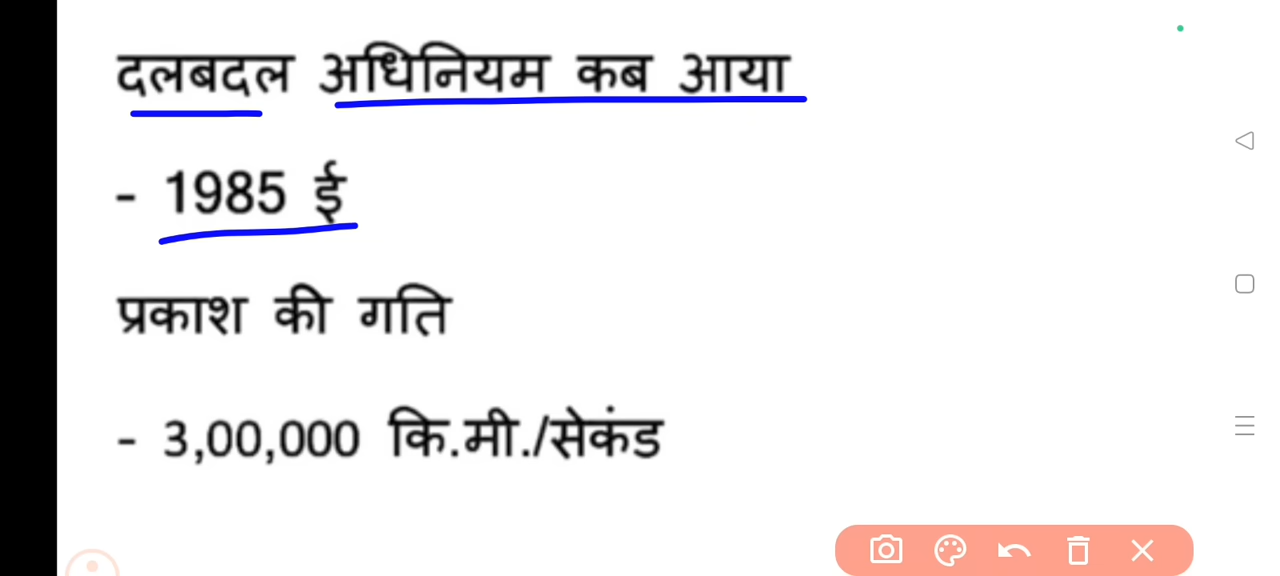 दलबदल अधिनियम कब आया
- 1985 ई
प्रकाश की गति
- 3,00,000 कि.मी./सेकंड